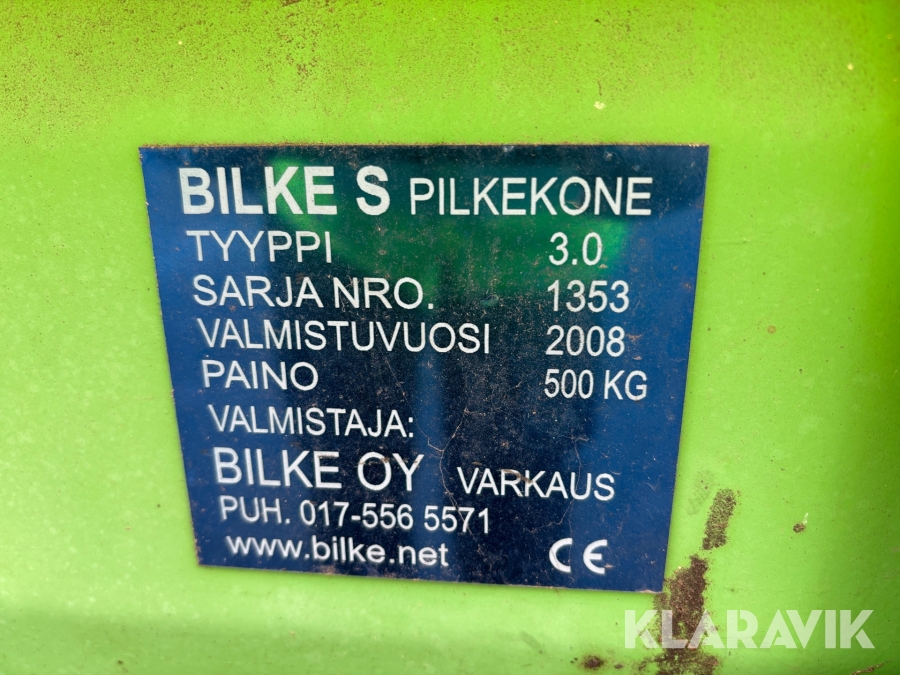 BILKE S PILKEKONE
TYYPPI 3.0
SARJA NRO. 1353
VALMISTUVUOSI 2008
PAINO 500 KG
VALMISTAJA:
BILKE OY VARKAUS
PUH. 017-556 5571
www.bilke.net CE
KLARAVIK